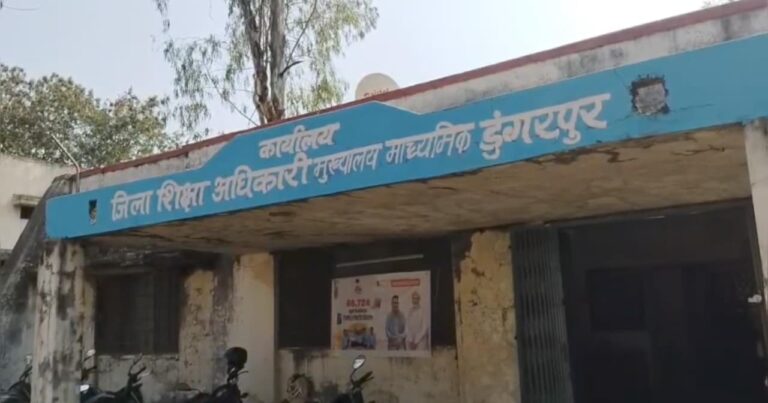 कार्यालय
जिला शिक्षा अधिकारी मुख्यालय माध्यमिक डुंगरपुर